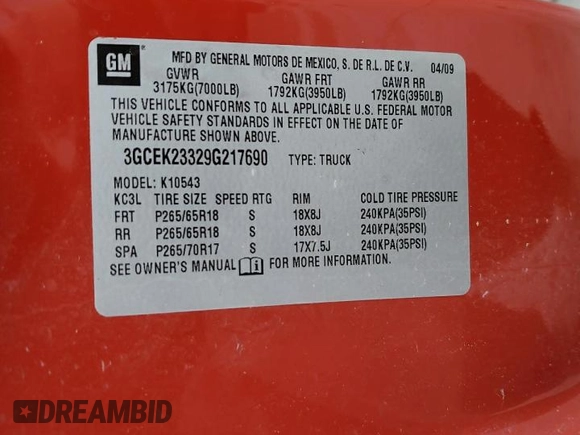 GM
MFD BY GENERAL MOTORS DE MEXICO, S. DE R.L. DE C.V. 04/09
GVWR GAWR FRT GAWR RR
3175KG(7000LB) 1792KG(3950LB) 1792KG(3950LB)
THIS VEHICLE CONFORMS TO ALL APPLICABLE U.S. FEDERAL MOTOR
VEHICLE SAFETY STANDARDS IN EFFECT ON THE DATE OF
MANUFACTURE SHOWN ABOVE.
3GCEK23329G217690 TYPE: TRUCK
MODEL: K10543
KC3L TIRE SIZE SPEED RTG RIM COLD TIRE PRESSURE
FRT P265/65R18 S 18X8J 240KPA(35PSI)
RR P265/65R18 S 18X8J 240KPA(35PSI)
SPA P265/70R17 S 17X7.5J 240KPA(35PSI)
SEE OWNER'S MANUAL i FOR MORE INFORMATION.
DREAMBID